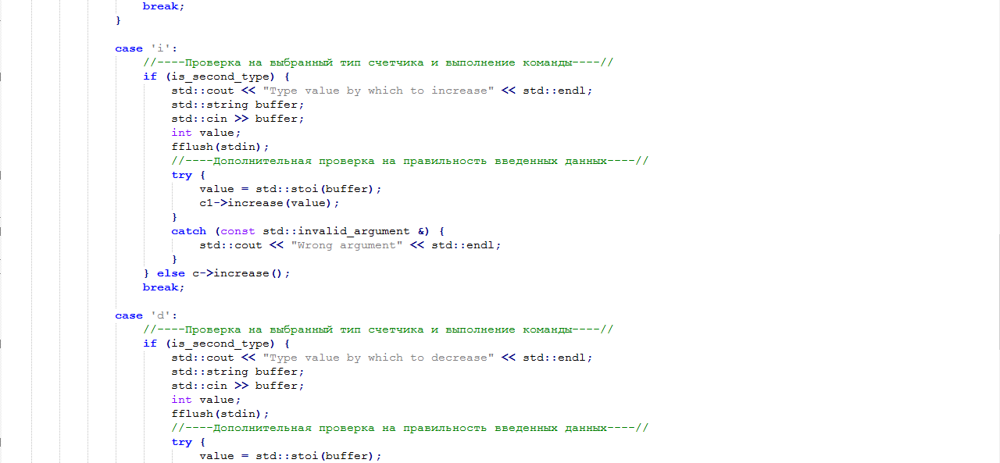 break;
}
case 'i':
//----Проверка на выбранный тип счетчика и выполнение команды----//
if (is_second_type) {
std::cout << "Type value by which to increase" << std::endl;
std::string buffer;
std::cin >> buffer;
int value;
fflush(stdin);
//----Дополнительная проверка на правильность введенных данных----//
try {
value = std::stoi(buffer);
c1->increase(value);
}
catch (const std::invalid_argument &) {
std::cout << "Wrong argument" << std::endl;
}
} else c->increase();
break;
case 'd':
//----Проверка на выбранный тип счетчика и выполнение команды----//
if (is_second_type) {
std::cout << "Type value by which to decrease" << std::endl;
std::string buffer;
std::cin >> buffer;
int value;
fflush(stdin);
//----Дополнительная проверка на правильность введенных данных----//
try {
value = std::stoi(buffer);